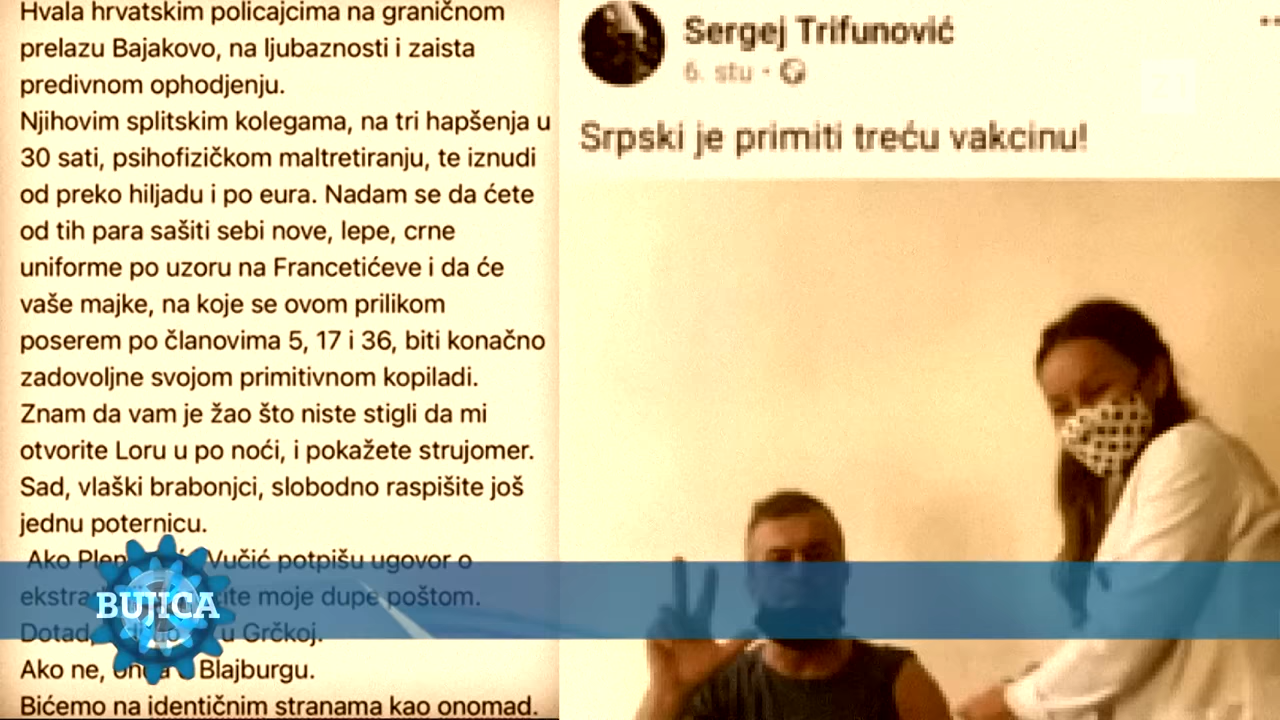 Hvala hrvatskim policajcima na graničnom
prelazu Bajakovo, na ljubaznosti i zaista
predivnom ophodjenju.
Njihovim splitskim kolegama, na tri hapšenja u
30 sati, psihofizičkom maltretiranju, te iznudi
od preko hiljadu i po eura. Nadam se da ćete
od tih para sašiti sebi nove, lepe, crne
uniforme po uzoru na Francetićeve i da će
vaše majke, na koje se ovom prilikom
poserem po članovima 5, 17 i 36, biti konačno
zadovoljne svojom primitivnom kopiladi.
Znam da vam je žao što niste stigli da mi
otvorite Loru u po noći, i pokažete strujomer.
Sad, vlaški brabonjci, slobodno raspišite još
jednu poternicu.
Ako Vučić potpišu ugovor o
moje dupe poštom.
Dotad, u Grčkoj.
Ako ne, Blajburgu.
Bićemo na identičnim stranama kao onomad.
BUJICA
Sergej Trifunović
6. stu
Srpski je primiti treću vakcinu!